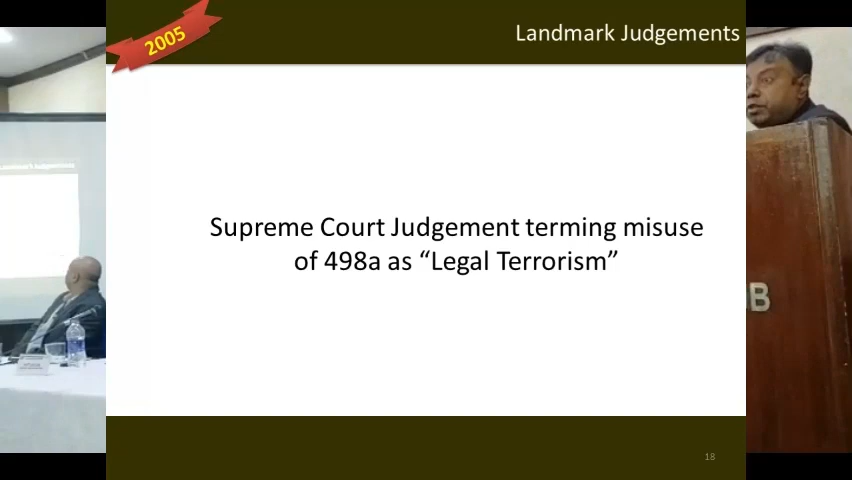 2005
Landmark Judgements
Supreme Court Judgement terming misuse
of 498a as “Legal Terrorism”
B
18